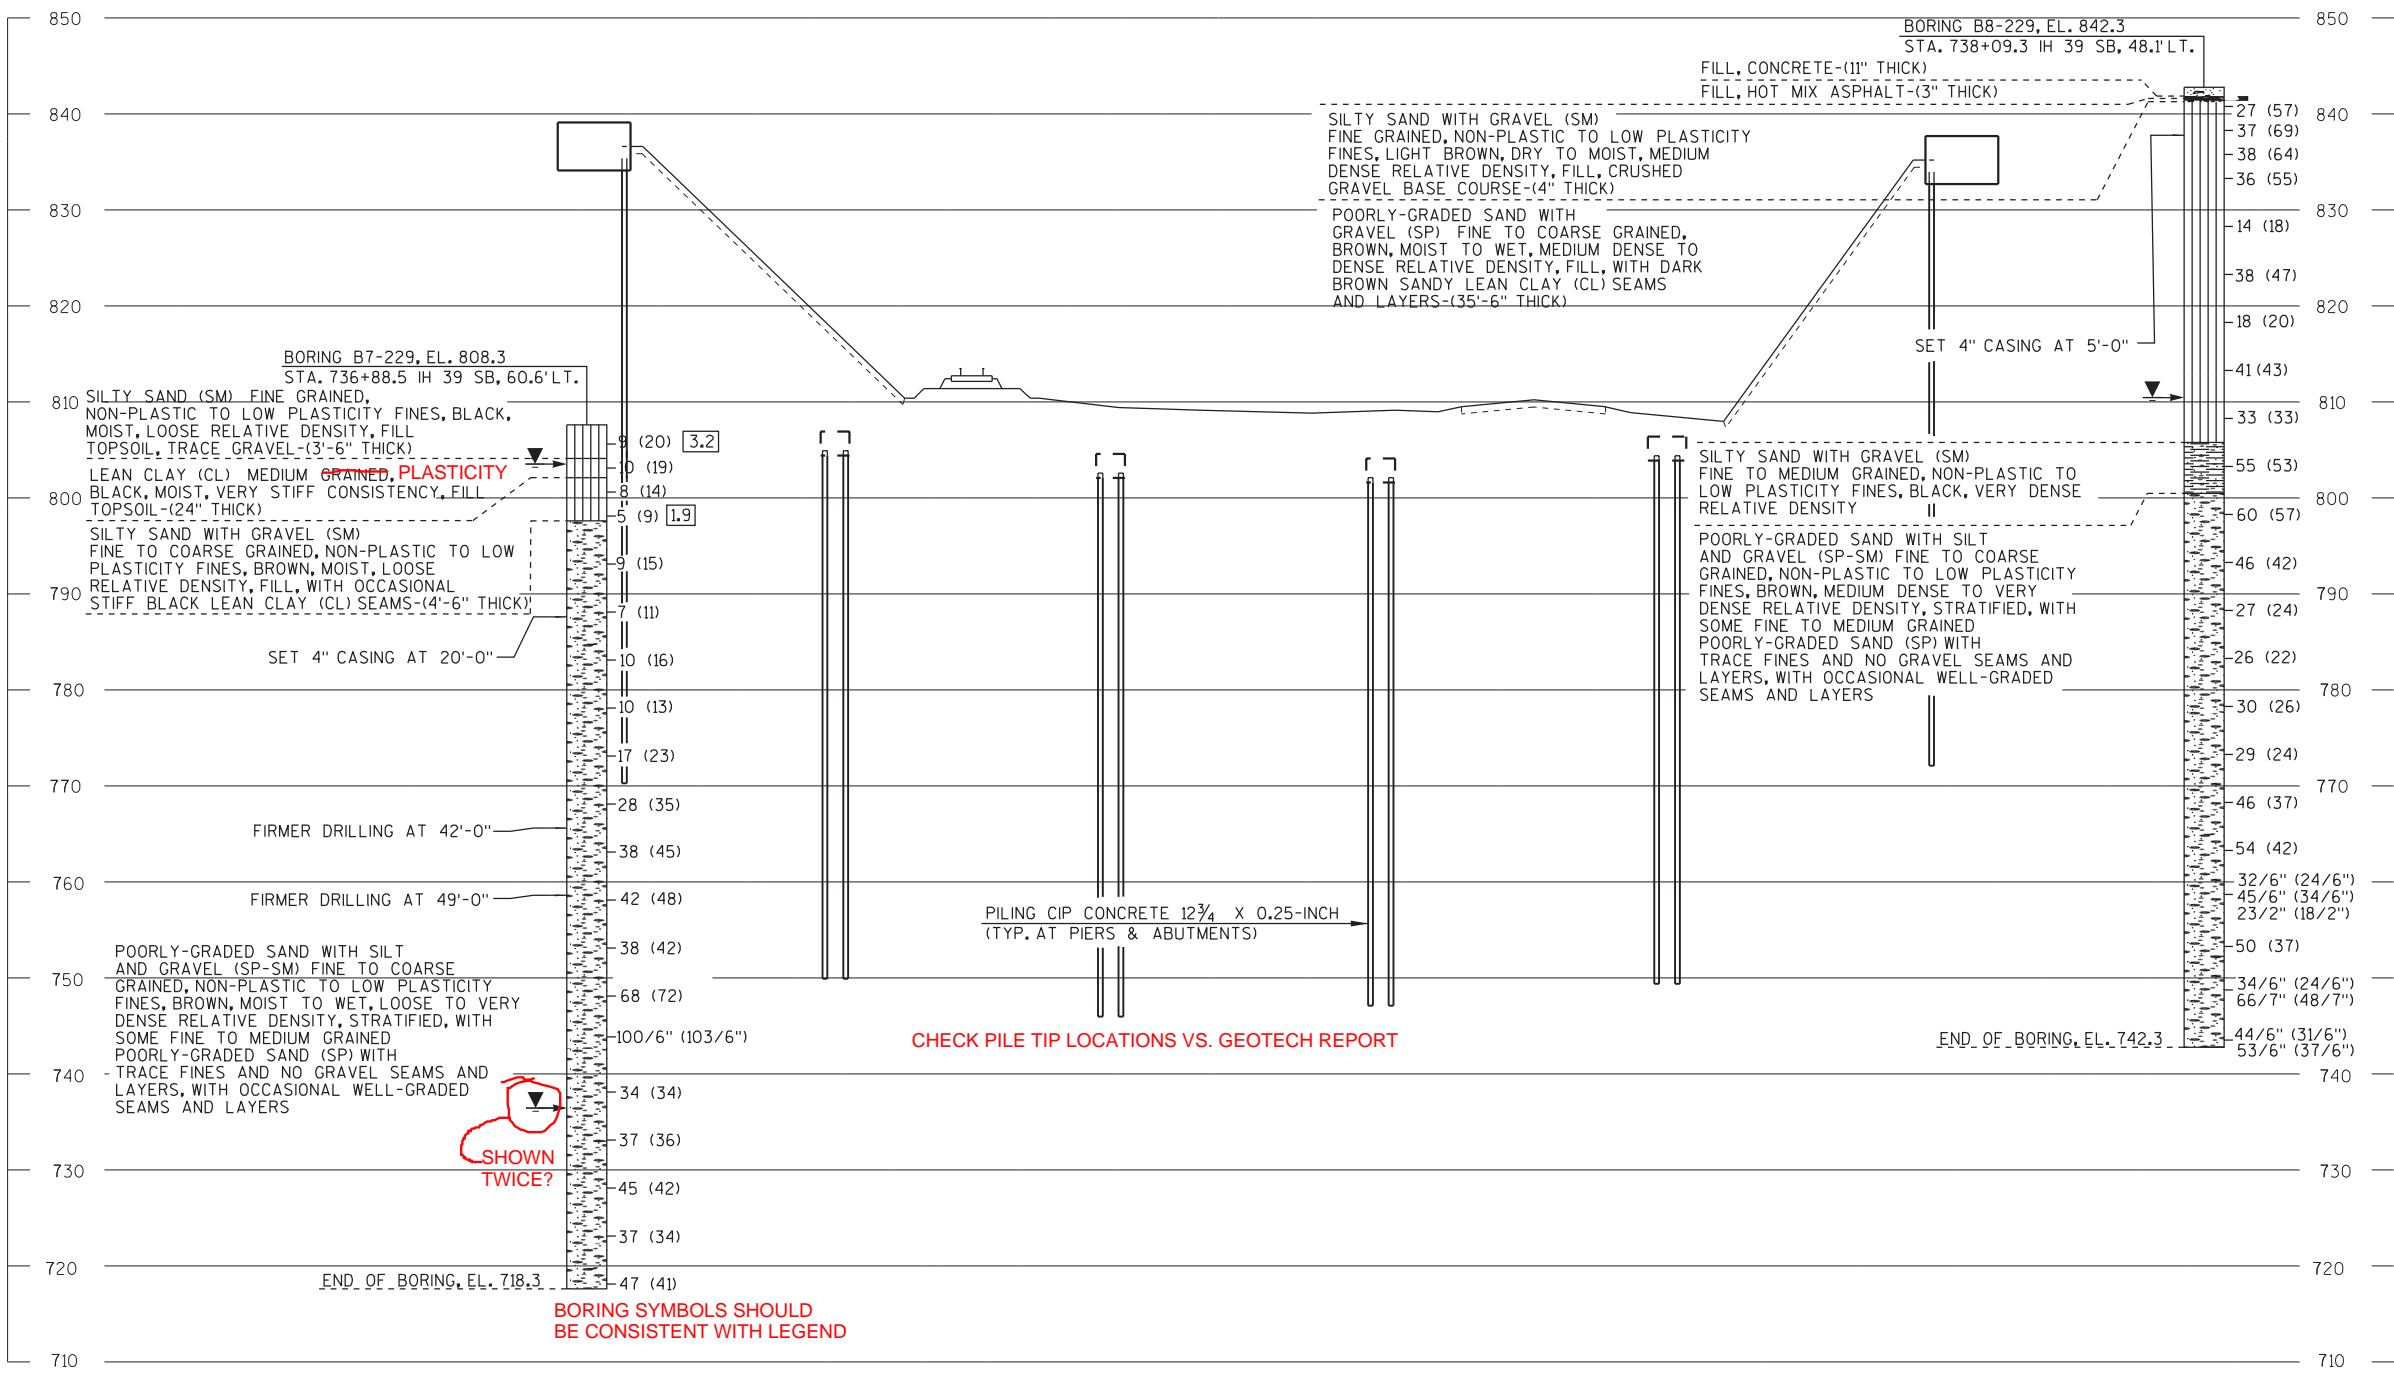 850
840
830
820
810
800
790
780
770
760
750
740
730
720
710
BORING B7-229, EL. 808.3
STA. 736+88.5 IH 39 SB, 60.6' LT.
SILTY SAND (SM) FINE GRAINED,
NON-PLASTIC TO LOW PLASTICITY FINES, BLACK,
MOIST, LOOSE RELATIVE DENSITY, FILL
TOPSOIL, TRACE GRAVEL-(3'-6" THICK)
LEAN CLAY (CL) MEDIUM GRAINED, PLASTICITY
BLACK, MOIST, VERY STIFF CONSISTENCY, FILL
TOPSOIL-(24" THICK)
SILTY SAND WITH GRAVEL (SM)
FINE TO COARSE GRAINED, NON-PLASTIC TO LOW
PLASTICITY FINES, BROWN, MOIST, LOOSE
RELATIVE DENSITY, FILL, WITH OCCASIONAL
STIFF BLACK LEAN CLAY (CL) SEAMS-(4'-6" THICK)
SET 4" CASING AT 20'-0"
FIRMER DRILLING AT 42'-0"
FIRMER DRILLING AT 49'-0"
POORLY-GRADED SAND WITH SILT
AND GRAVEL (SP-SM) FINE TO COARSE
GRAINED, NON-PLASTIC TO LOW PLASTICITY
FINES, BROWN, MOIST TO WET, LOOSE TO VERY
DENSE RELATIVE DENSITY, STRATIFIED, WITH
SOME FINE TO MEDIUM GRAINED
POORLY-GRADED SAND (SP) WITH
TRACE FINES AND NO GRAVEL SEAMS AND
LAYERS, WITH OCCASIONAL WELL-GRADED
SEAMS AND LAYERS
SHOWN
TWICE?
END OF BORING, EL. 718.3
BORING SYMBOLS SHOULD
BE CONSISTENT WITH LEGEND
9 (20) 3.2
10 (19)
8 (14)
5 (9) 1.9
9 (15)
7 (11)
10 (16)
10 (13)
17 (23)
28 (35)
38 (45)
42 (48)
38 (42)
68 (72)
100/6" (103/6")
34 (34)
37 (36)
45 (42)
37 (34)
47 (41)
PILING CIP CONCRETE 12¾ X 0.25-INCH
(TYP. AT PIERS & ABUTMENTS)
CHECK PILE TIP LOCATIONS VS. GEOTECH REPORT
BORING B8-229, EL. 842.3
STA. 738+09.3 IH 39 SB, 48.1' LT.
FILL, CONCRETE-(11" THICK)
FILL, HOT MIX ASPHALT-(3" THICK)
SILTY SAND WITH GRAVEL (SM)
FINE GRAINED, NON-PLASTIC TO LOW PLASTICITY
FINES, LIGHT BROWN, DRY TO MOIST, MEDIUM
DENSE RELATIVE DENSITY, FILL, CRUSHED
GRAVEL BASE COURSE-(4" THICK)
POORLY-GRADED SAND WITH
GRAVEL (SP) FINE TO COARSE GRAINED,
BROWN, MOIST TO WET, MEDIUM DENSE TO
DENSE RELATIVE DENSITY, FILL, WITH DARK
BROWN SANDY LEAN CLAY (CL) SEAMS
AND LAYERS-(35'-6" THICK)
SET 4" CASING AT 5'-0"
SILTY SAND WITH GRAVEL (SM)
FINE TO MEDIUM GRAINED, NON-PLASTIC TO
LOW PLASTICITY FINES, BLACK, VERY DENSE
RELATIVE DENSITY
POORLY-GRADED SAND WITH SILT
AND GRAVEL (SP-SM) FINE TO COARSE
GRAINED, NON-PLASTIC TO LOW PLASTICITY
FINES, BROWN, MEDIUM DENSE TO VERY
DENSE RELATIVE DENSITY, STRATIFIED, WITH
SOME FINE TO MEDIUM GRAINED
POORLY-GRADED SAND (SP) WITH
TRACE FINES AND NO GRAVEL SEAMS AND
LAYERS, WITH OCCASIONAL WELL-GRADED
SEAMS AND LAYERS
END OF BORING, EL. 742.3
27 (57)
37 (69)
38 (64)
36 (55)
14 (18)
38 (47)
18 (20)
41 (43)
33 (33)
55 (53)
60 (57)
46 (42)
27 (24)
26 (22)
30 (26)
29 (24)
46 (37)
54 (42)
32/6" (24/6")
45/6" (34/6")
23/2" (18/2")
50 (37)
34/6" (24/6")
66/7" (48/7")
44/6" (31/6")
53/6" (37/6")
850
840
830
820
810
800
790
780
770
760
750
740
730
720
710